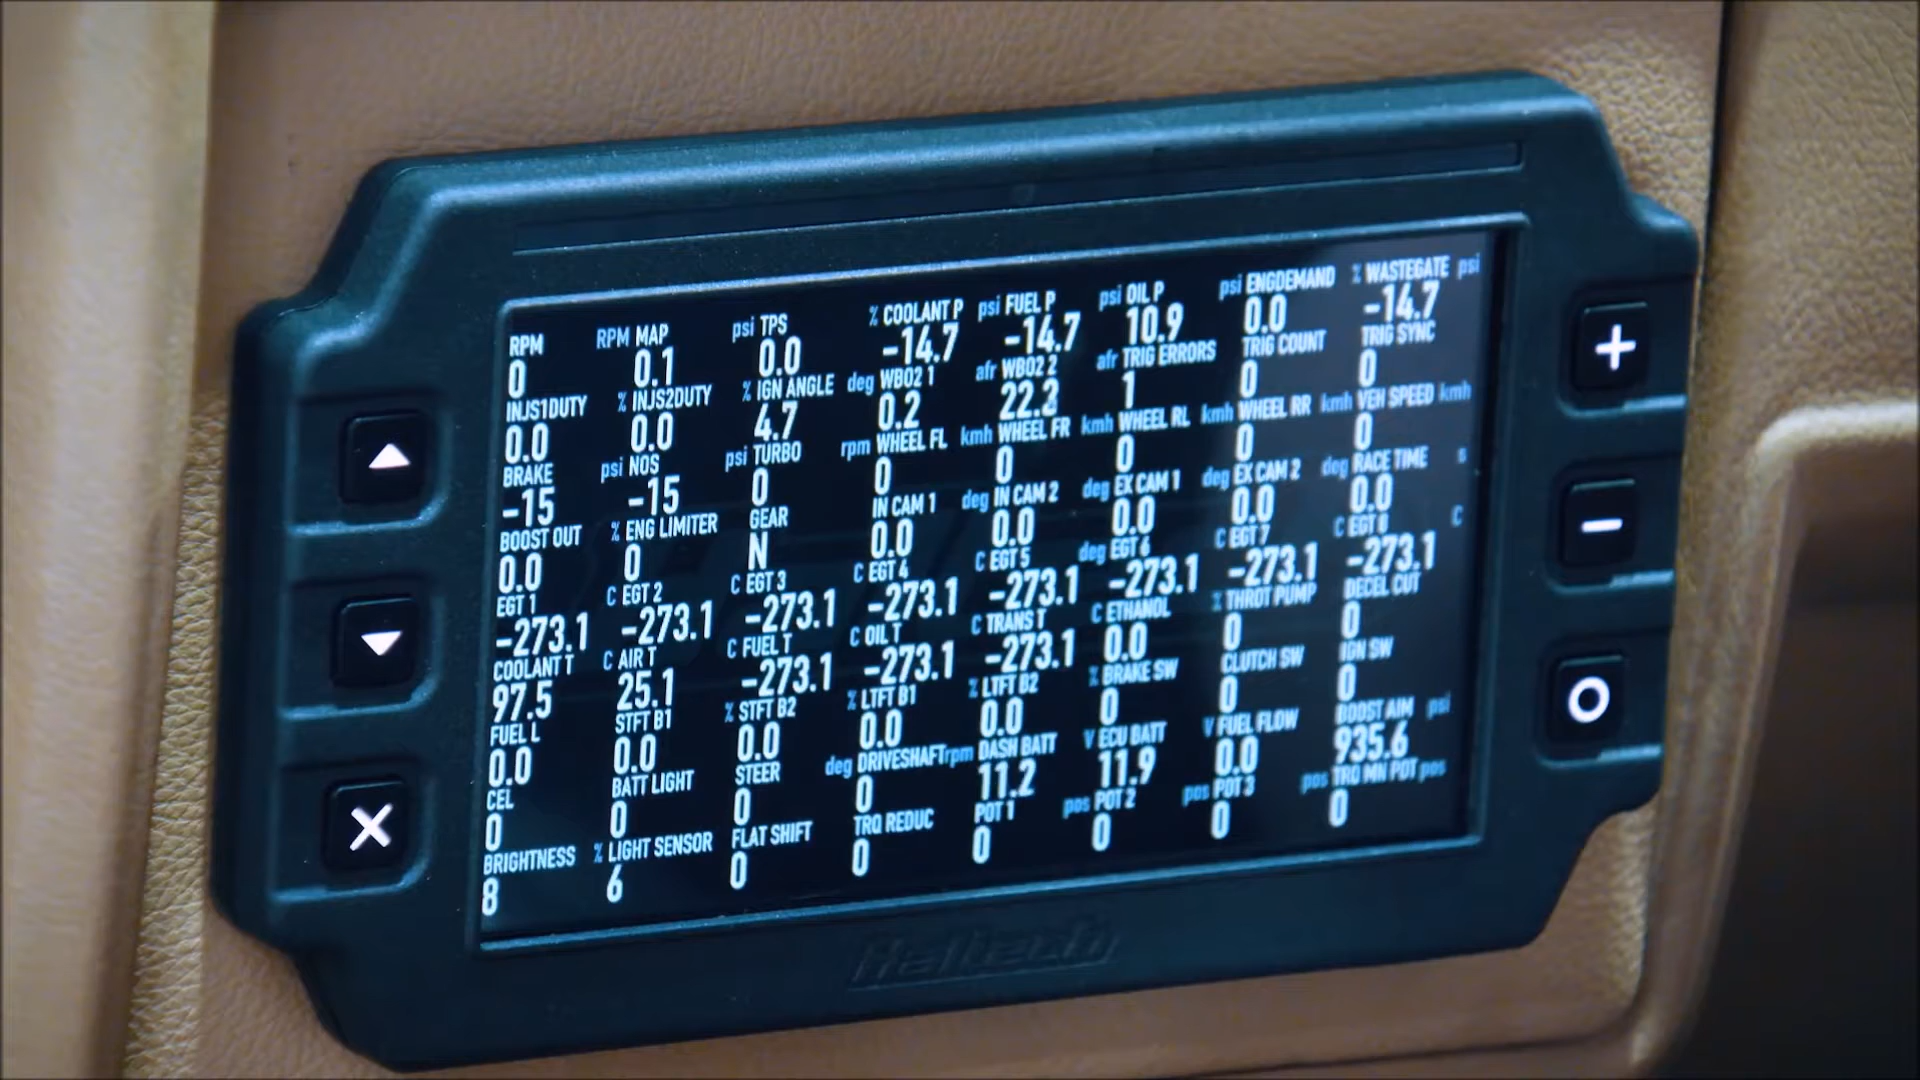 RPM RPM MAP psi TPS % COOLANT P psi FUEL P psi OIL P psi ENGDEMAND % WASTEGATE psi
0 0.1 0.0 -14.7 -14.7 10.9 0.0 -14.7
INJS1DUTY % INJS2DUTY % IGN ANGLE deg WBO2 1 afr WBO2 2 afr TRIG ERRORS TRIG COUNT TRIG SYNC
0.0 0.0 4.7 0.2 22.3 1 0 0
BRAKE psi NOS psi TURBO rpm WHEEL FL kmh WHEEL FR kmh WHEEL RL kmh WHEEL RR kmh VEH SPEED kmh
-15 -15 0 0 0 0 0 0
BOOST OUT % ENG LIMITER GEAR IN CAM 1 deg IN CAM 2 deg EX CAM 1 deg EX CAM 2 deg RACE TIME s
0.0 0 N 0.0 0.0 0.0 0.0 0.0
EGT 1 C EGT 2 C EGT 3 C EGT 4 C EGT 5 deg EGT 6 C EGT 7 C EGT 8 C
-273.1 -273.1 -273.1 -273.1 -273.1 -273.1 -273.1 -273.1
COOLANT T C AIR T C FUEL T C OIL T C TRANS T C ETHANOL % THROT PUMP DECEL CUT
97.5 25.1 -273.1 -273.1 -273.1 0.0 0 0
FUEL L STFT B1 % STFT B2 % LTFT B1 % LTFT B2 % BRAKE SW CLUTCH SW IGN SW
0.0 0.0 0.0 0.0 0.0 0 0 0
CEL BATT LIGHT STEER deg DRIVESHAFT rpm DASH BATT V ECU BATT V FUEL FLOW BOOST AIM psi
0 0 0 0 11.2 11.9 0.0 935.6
BRIGHTNESS % LIGHT SENSOR FLAT SHIFT TRQ REDUC POT 1 pos POT 2 pos POT 3 pos TRQ MN POT pos
8 6 0 0 0 0 0 0
Haltech